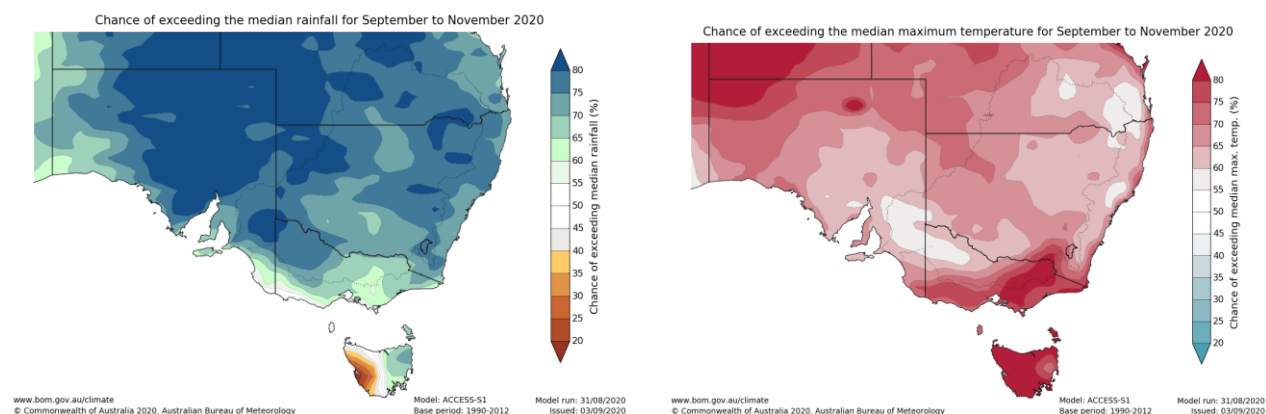 Chance of exceeding the median rainfall for September to November 2020
80
75
70
65
60
55
50
45
40
35
30
25
20
Chance of exceeding median rainfall (%)
www.bom.gov.au/climate
© Commonwealth of Australia 2020, Australian Bureau of Meteorology
Model: ACCESS-S1
Base period: 1990-2012
Model run: 31/08/2020
Issued: 03/09/2020
Chance of exceeding the median maximum temperature for September to November 2020
80
75
70
65
60
55
50
45
40
35
30
25
20
Chance of exceeding median max. temp. (%)
www.bom.gov.au/climate
© Commonwealth of Australia 2020, Australian Bureau of Meteorology
Model: ACCESS-S1
Base period: 1990-2012
Model run: 31/08/2020
Issued: 03/09/2020